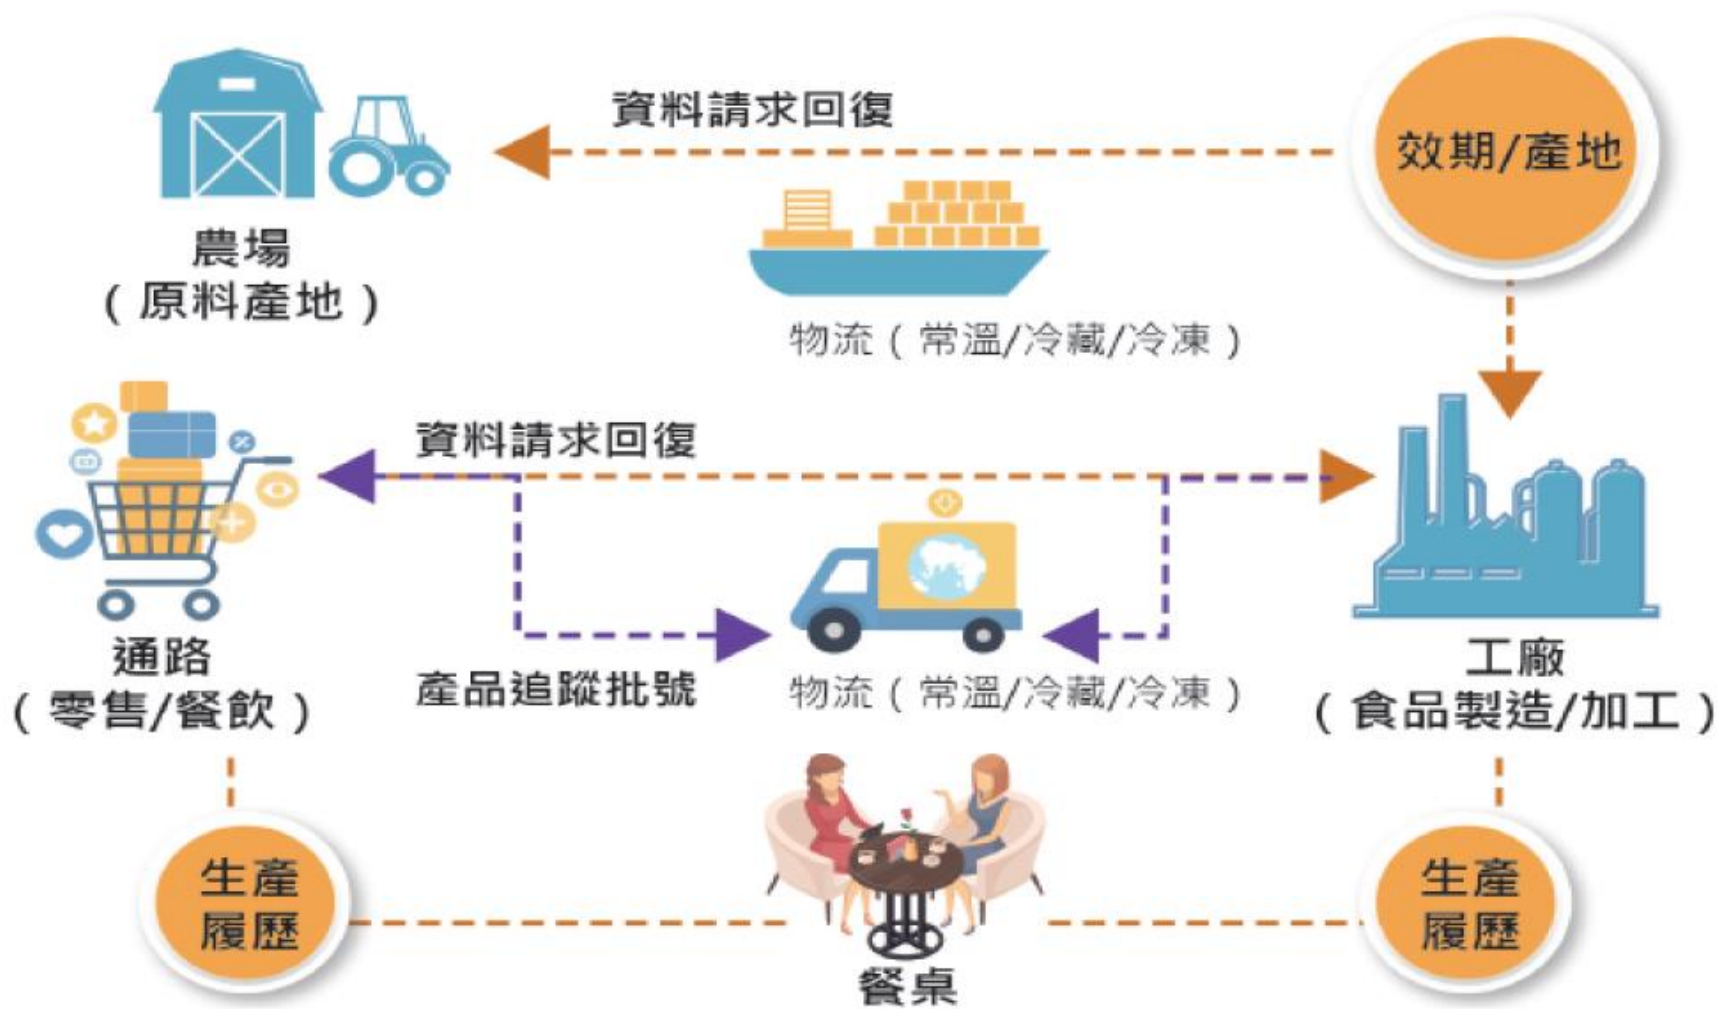 資料請求回復
效期/產地
農場
(原料產地)
物流(常溫/冷藏/冷凍)
資料請求回復
產品追蹤批號
物流(常溫/冷藏/冷凍)
通路
(零售/餐飲)
工廠
(食品製造/加工)
生產
履歷
生產
履歷
餐桌